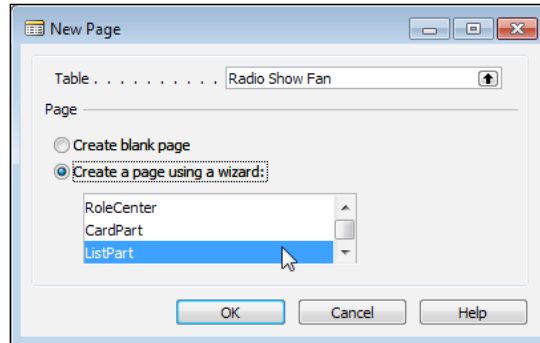 New Page
Table . . . . . . . . . . Radio Show Fan
Page
Create blank page
Create a page using a wizard:
RoleCenter
CardPart
ListPart
OK Cancel Help